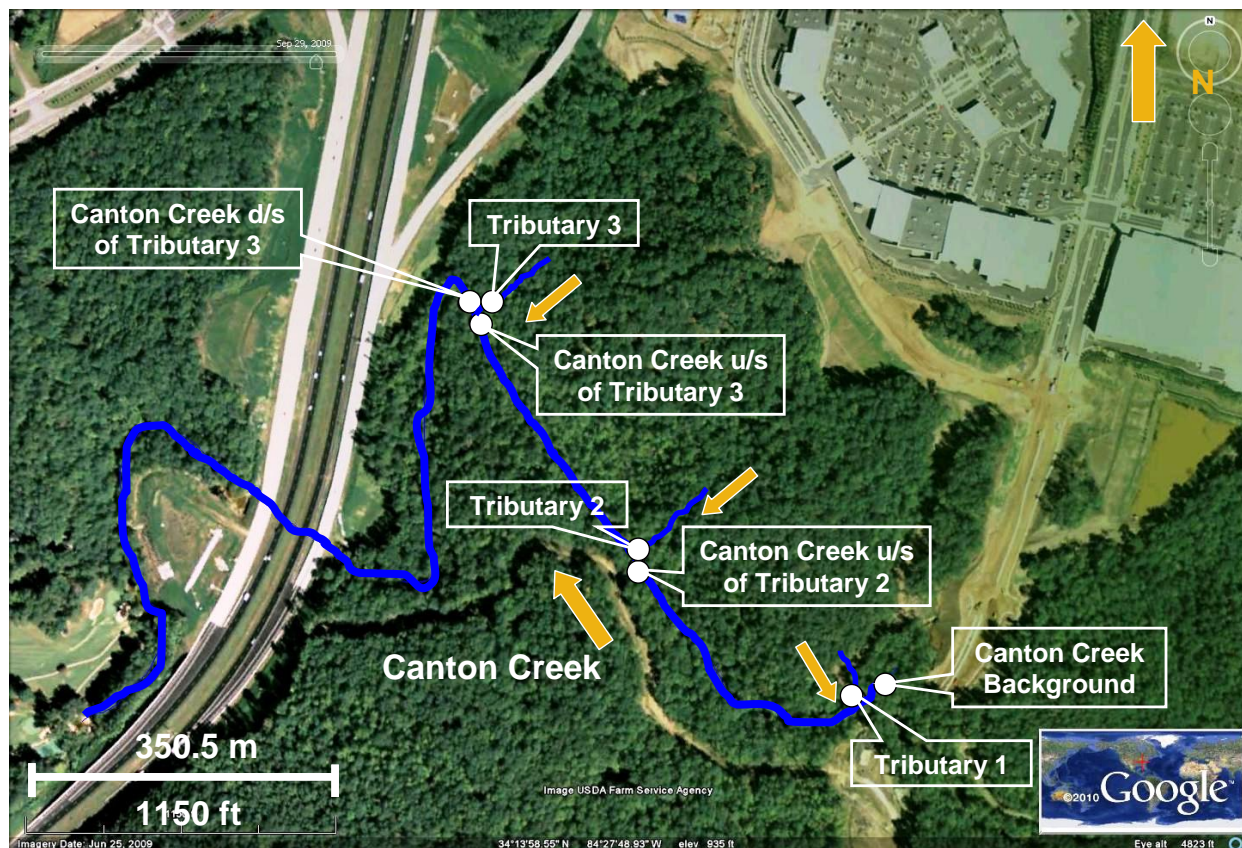 Sep 29, 2009
N
N
Canton Creek d/s
of Tributary 3
Tributary 3
Canton Creek u/s
of Tributary 3
Tributary 2
Canton Creek u/s
of Tributary 2
Canton Creek
Canton Creek
Background
Tributary 1
350.5 m
1150 ft
Image USDA Farm Service Agency
©2010 Google
Imagery Date: Jun 25, 2009
34°13'58.55" N 84°27'48.93" W elev 935 ft
Eye alt 4823 ft